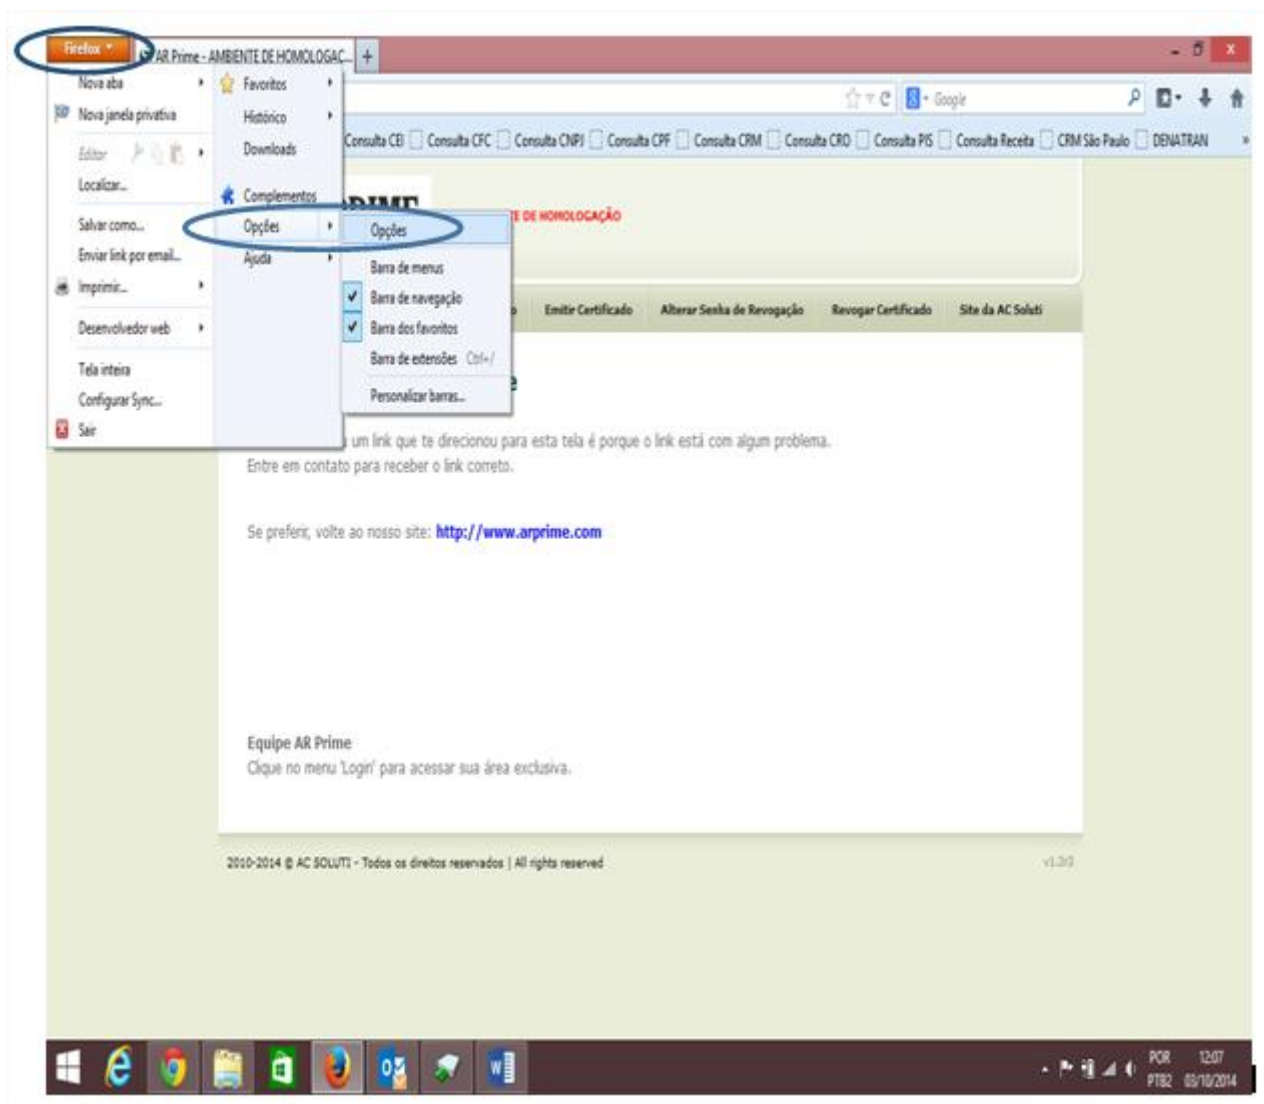 Firefox
AR Prime - AMBIENTE DE HOMOLOGAC...
+
Google
Consulta CEI Consulta CFC Consulta CNPJ Consulta CPF Consulta CRM Consulta CRO Consulta PIS Consulta Receita CRM São Paulo DENATRAN »
Nova aba
Nova janela privativa
Editar
Localizar...
Salvar como...
Enviar link por email...
Imprimir...
Desenvolvedor web
Tela inteira
Configurar Sync...
Sair
Favoritos
Histórico
Downloads
Complementos
Opções
Ajuda
Opções
Barra de menus
Barra de navegação
Barra dos favoritos
Barra de extensões Ctrl+/
Personalizar barras...
DE HOMOLOGAÇÃO
Emitir Certificado Alterar Senha de Revogação Revogar Certificado Site da AC Soluti
um link que te direcionou para esta tela é porque o link está com algum problema.
Entre em contato para receber o link correto.
Se preferir, volte ao nosso site: http://www.arprime.com
Equipe AR Prime
Clique no menu 'Login' para acessar sua área exclusiva.
2010-2014 @ AC SOLUTI - Todos os direitos reservados | All rights reserved
POR 12:07
PTB2 03/10/2014